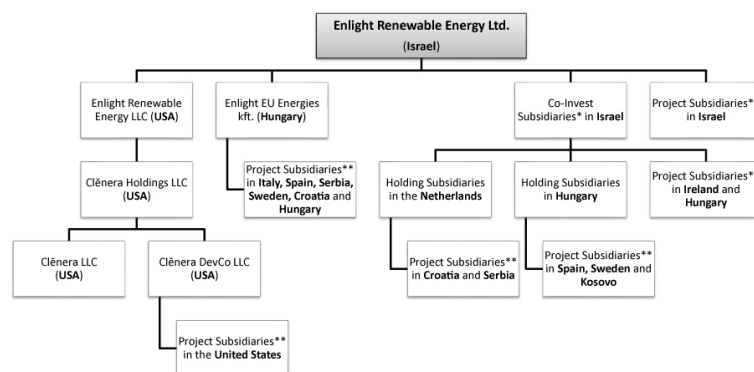 Enlight Renewable Energy Ltd.
(Israel)
Enlight Renewable
Energy LLC (USA)
Enlight EU Energies
kft. (Hungary)
Co-Invest
Subsidiaries* in Israel
Project Subsidiaries**
in Israel
Clēnera Holdings LLC
(USA)
Project Subsidiaries**
in Italy, Spain, Serbia,
Sweden, Croatia and
Hungary
Holding Subsidiaries
in the Netherlands
Holding Subsidiaries
in Hungary
Project Subsidiaries**
in Ireland and
Hungary
Clēnera LLC
(USA)
Clēnera DevCo LLC
(USA)
Project Subsidiaries**
in Croatia and Serbia
Project Subsidiaries**
in Spain, Sweden and
Kosovo
Project Subsidiaries**
in the United States